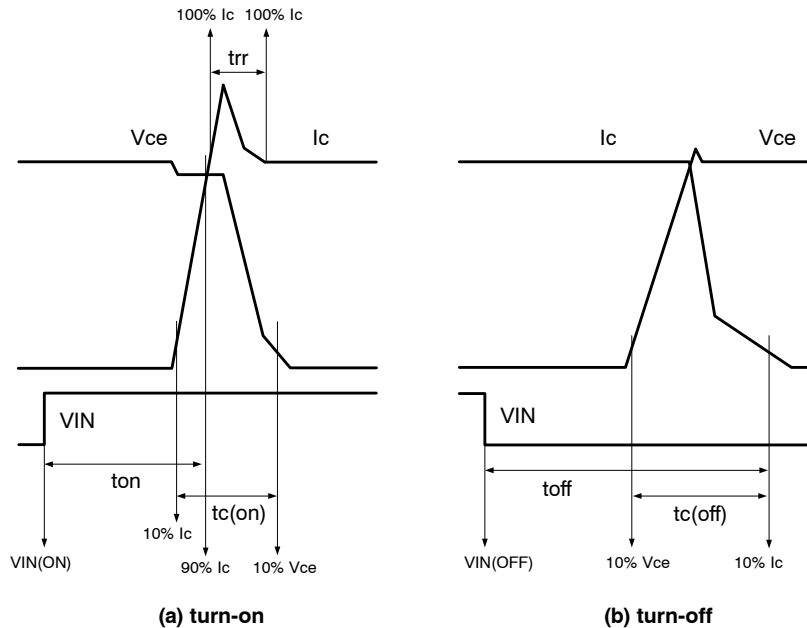 100% Ic 100% Ic
trr
Vce Ic
Ic Vce
VIN
VIN
ton
toff
tc(on)
tc(off)
10% Ic
VIN(ON)
90% Ic
10% Vce
VIN(OFF)
10% Vce
10% Ic
(a) turn-on
(b) turn-off